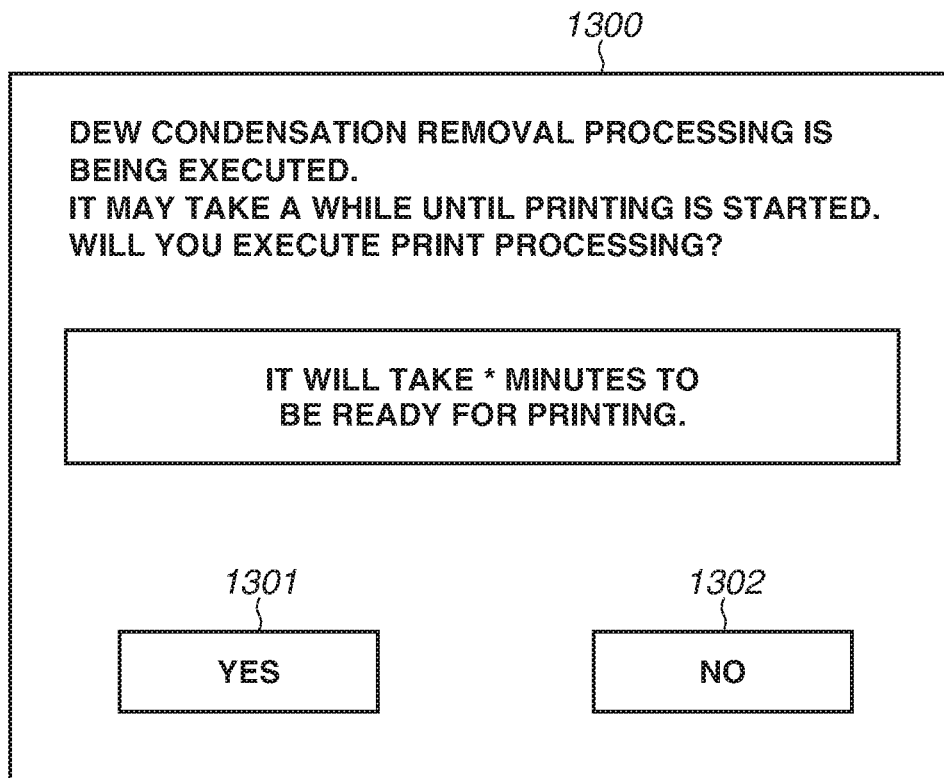 1300
DEW CONDENSATION REMOVAL PROCESSING IS
BEING EXECUTED.
IT MAY TAKE A WHILE UNTIL PRINTING IS STARTED.
WILL YOU EXECUTE PRINT PROCESSING?
IT WILL TAKE * MINUTES TO
BE READY FOR PRINTING.
1301
1302
YES
NO